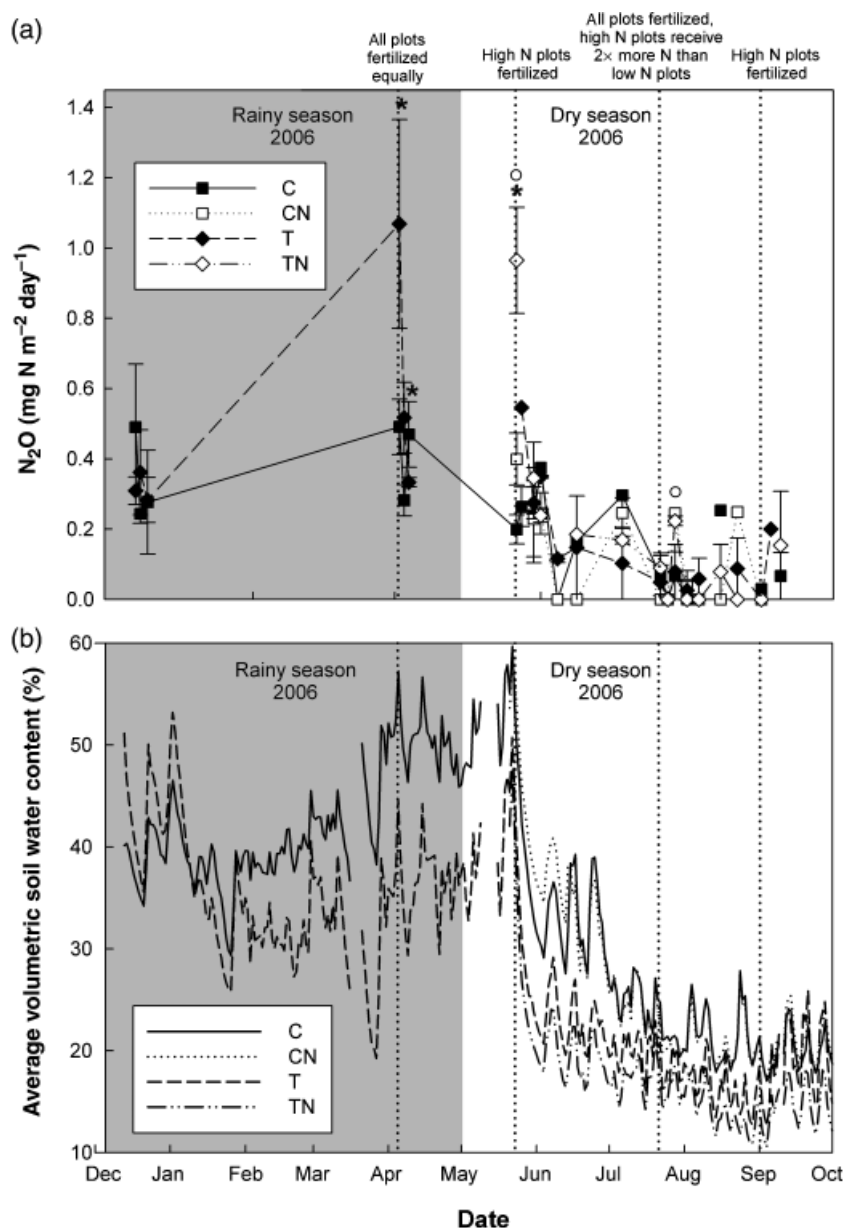 (a)
All plots
fertilized
equally
High N plots
fertilized
All plots fertilized,
high N plots receive
2× more N than
low N plots
High N plots
fertilized
1.4
1.2
1.0
0.8
0.6
0.4
0.2
0.0
N₂O (mg N m⁻² day⁻¹)
Rainy season
2006
Dry season
2006
C
CN
T
TN
*
*
*
(b)
60
50
40
30
20
10
Average volumetric soil water content (%)
Rainy season
2006
Dry season
2006
C
CN
T
TN
Dec Jan Feb Mar Apr May Jun Jul Aug Sep Oct
Date